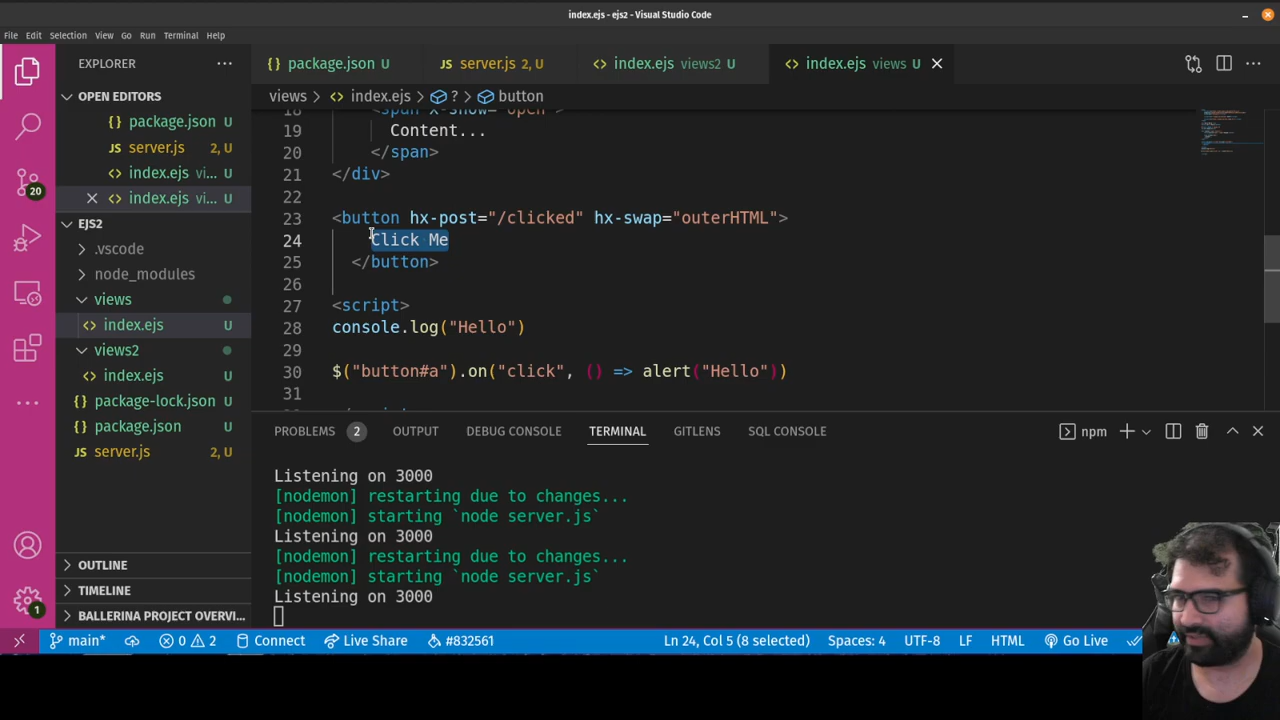 index.ejs - ejs2 - Visual Studio Code
File Edit Selection View Go Run Terminal Help
EXPLORER
package.json U
server.js 2, U
index.ejs views2 U
index.ejs views U
OPEN EDITORS
package.json U
server.js 2, U
index.ejs vi... U
index.ejs vi... U
EJS2
.vscode
node_modules
views
index.ejs U
views2
index.ejs U
package-lock.json U
package.json U
server.js 2, U
OUTLINE
TIMELINE
BALLERINA PROJECT OVERVI...
20
1
views > index.ejs > ? > button
18 <span x-show="open">
19 Content...
20 </span>
21 </div>
22
23 <button hx-post="/clicked" hx-swap="outerHTML">
24 Click Me
25 </button>
26
27 <script>
28 console.log("Hello")
29
30 $("button#a").on("click", () => alert("Hello"))
31
PROBLEMS 2 OUTPUT DEBUG CONSOLE TERMINAL GITLENS SQL CONSOLE
npm
Listening on 3000
[nodemon] restarting due to changes...
[nodemon] starting `node server.js`
Listening on 3000
[nodemon] restarting due to changes...
[nodemon] starting `node server.js`
Listening on 3000
main* 0 2 Connect Live Share #832561 Ln 24, Col 5 (8 selected) Spaces: 4 UTF-8 LF HTML Go Live